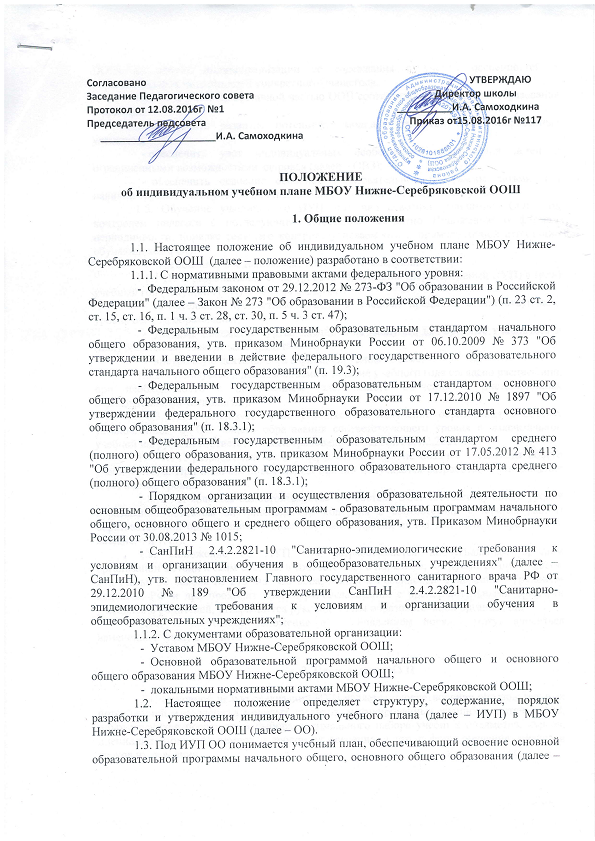 Согласовано
Заседание Педагогического совета
Протокол от 12.08.2016г №1
Председатель педсовета
____________________И.А. Самоходкина
УТВЕРЖДАЮ
Директор школы
И.А. Самоходкина
Приказ от15.08.2016г №117
ПОЛОЖЕНИЕ
об индивидуальном учебном плане МБОУ Нижне-Серебряковской ООШ
1. Общие положения
1.1. Настоящее положение об индивидуальном учебном плане МБОУ Нижне-
Серебряковской ООШ (далее – положение) разработано в соответствии:
1.1.1. С нормативными правовыми актами федерального уровня:
- Федеральным законом от 29.12.2012 № 273-ФЗ "Об образовании в Российской
Федерации" (далее – Закон № 273 "Об образовании в Российской Федерации") (п. 23 ст. 2,
ст. 15, ст. 16, п. 1 ч. 3 ст. 28, ст. 30, п. 5 ч. 3 ст. 47);
- Федеральным государственным образовательным стандартом начального
общего образования, утв. приказом Минобрнауки России от 06.10.2009 № 373 "Об
утверждении и введении в действие федерального государственного образовательного
стандарта начального общего образования" (п. 19.3);
- Федеральным государственным образовательным стандартом основного
общего образования, утв. приказом Минобрнауки России от 17.12.2010 № 1897 "Об
утверждении федерального государственного образовательного стандарта основного
общего образования" (п. 18.3.1);
- Федеральным государственным образовательным стандартом среднего
(полного) общего образования, утв. приказом Минобрнауки России от 17.05.2012 № 413
"Об утверждении федерального государственного образовательного стандарта среднего
(полного) общего образования" (п. 18.3.1);
- Порядком организации и осуществления образовательной деятельности по
основным общеобразовательным программам - образовательным программам начального
общего, основного общего и среднего общего образования, утв. Приказом Минобрнауки
России от 30.08.2013 № 1015;
- СанПиН 2.4.2.2821-10 "Санитарно-эпидемиологические требования к
условиям и организации обучения в общеобразовательных учреждениях" (далее –
СанПиН), утв. постановлением Главного государственного санитарного врача РФ от
29.12.2010 № 189 "Об утверждении СанПиН 2.4.2.2821-10 "Санитарно-
эпидемиологические требования к условиям и организации обучения в
общеобразовательных учреждениях";
1.1.2. С документами образовательной организации:
- Уставом МБОУ Нижне-Серебряковской ООШ;
- Основной образовательной программой начального общего и основного
общего образования МБОУ Нижне-Серебряковской ООШ;
- локальными нормативными актами МБОУ Нижне-Серебряковской ООШ;
1.2. Настоящее положение определяет структуру, содержание, порядок
разработки и утверждения индивидуального учебного плана (далее – ИУП) в МБОУ
Нижне-Серебряковской ООШ (далее – ОО).
1.3. Под ИУП ОО понимается учебный план, обеспечивающий освоение основной
образовательной программы начального общего, основного общего образования (далее –